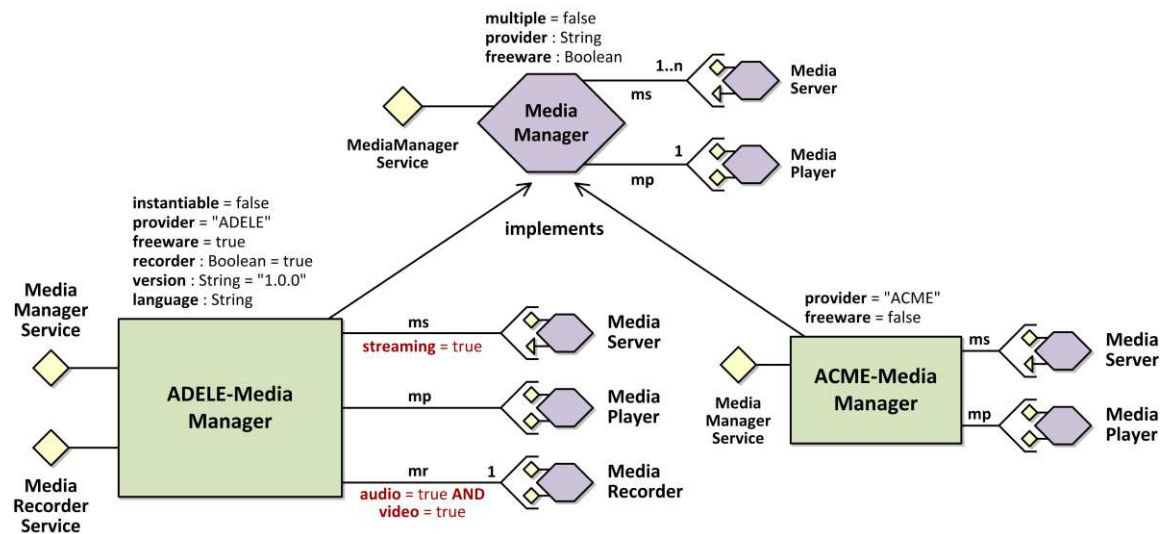 multiple = false
provider : String
freeware : Boolean
1..n
ms
Media
Server
Media
Manager
MediaManager
Service
1
mp
Media
Player
implements
instantiable = false
provider = "ADELE"
freeware = true
recorder : Boolean = true
version : String = "1.0.0"
language : String
Media
Manager
Service
ADELE-Media
Manager
Media
Recorder
Service
ms
streaming = true
Media
Server
mp
Media
Player
mr
1
audio = true AND
video = true
Media
Recorder
provider = "ACME"
freeware = false
Media
Manager
Service
ACME-Media
Manager
ms
Media
Server
mp
Media
Player